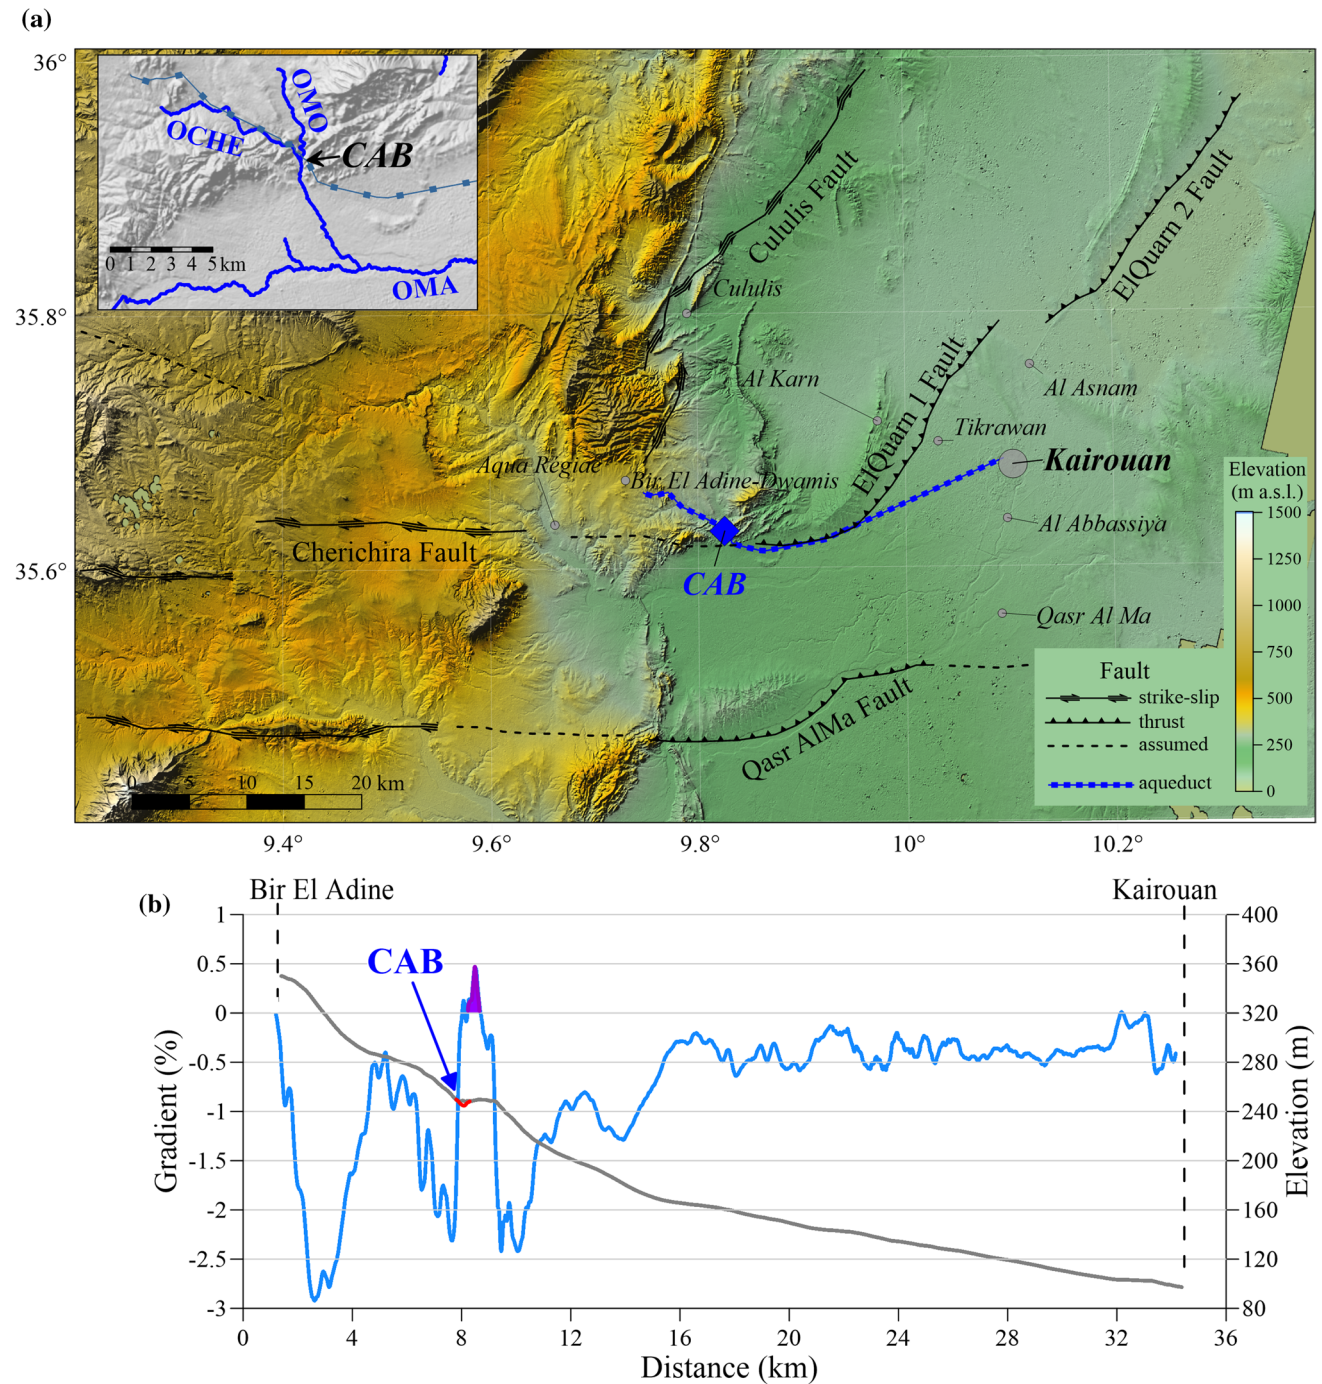 (a)
36°
35.8°
35.6°
OMO
OCHE
CAB
0 1 2 3 4 5 km
OMA
Cululis Fault
ElQuarn 2 Fault
Cululis
Al Karn
ElQuarn 1 Fault
Al Asnam
Tikrawan
Aqua Regiae
Bir El Adine-Dwamis
Kairouan
Al Abbassiya
Cherichira Fault
CAB
Qasr Al Ma
Qasr AlMa Fault
0 5 10 15 20 km
Elevation
(m a.s.l.)
1500
1250
1000
750
500
250
0
Fault
strike-slip
thrust
assumed
aqueduct
9.4° 9.6° 9.8° 10° 10.2°
(b)
Bir El Adine
Kairouan
CAB
Gradient (%)
1
0.5
0
-0.5
-1
-1.5
-2
-2.5
-3
400
360
320
280
240
200
160
120
80
Elevation (m)
0 4 8 12 16 20 24 28 32 36
Distance (km)